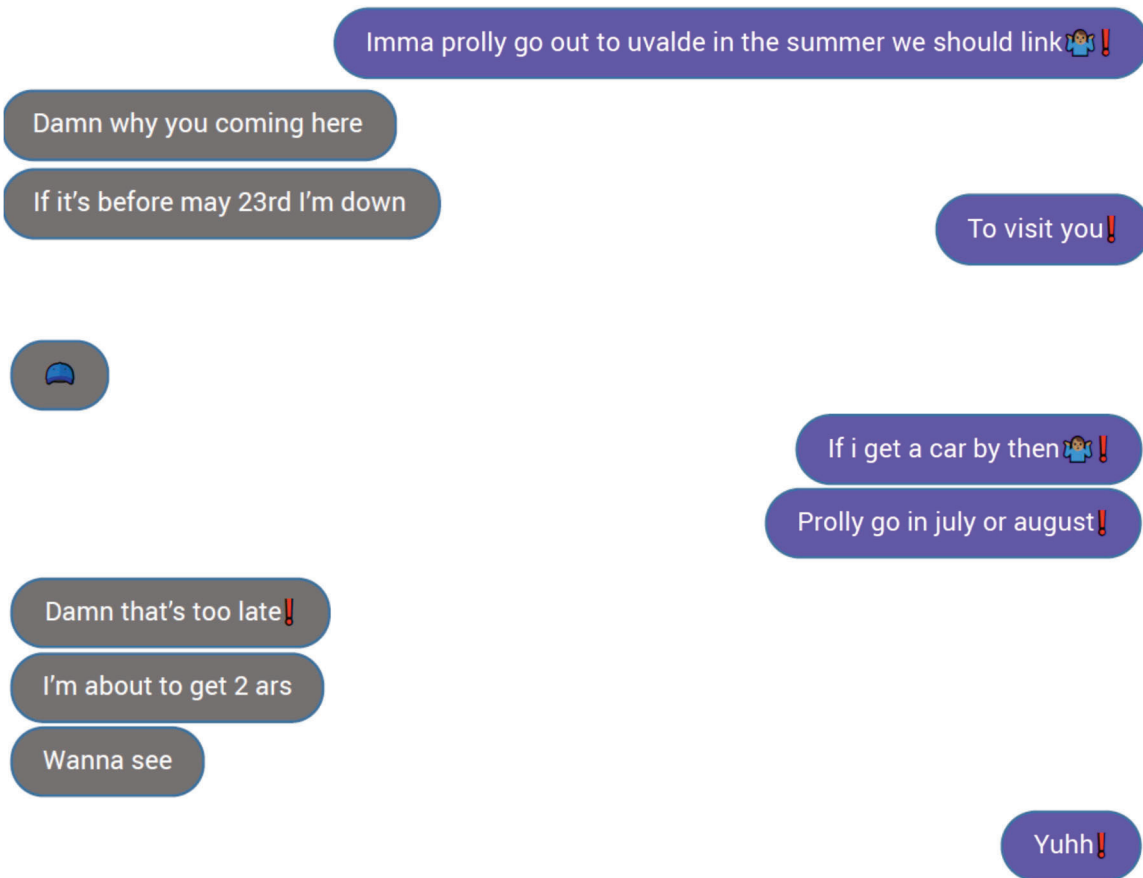 Imma prolly go out to uvalde in the summer we should link🤷🏽‍♂️❗
Damn why you coming here
If it's before may 23rd I'm down
To visit you❗
🧢
If i get a car by then🤷🏽‍♂️❗
Prolly go in july or august❗
Damn that's too late❗
I'm about to get 2 ars
Wanna see
Yuhh❗